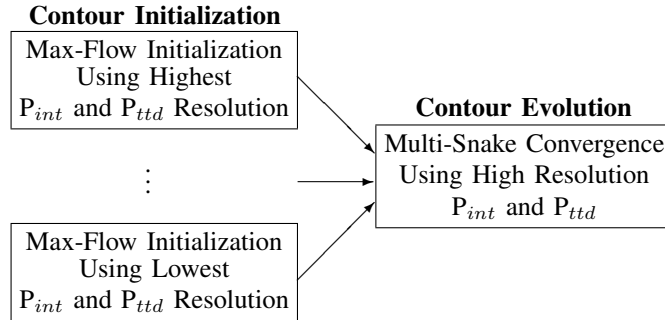 Contour Initialization
Max-Flow Initialization
Using Highest
P_int and P_ttd Resolution
⋮
Max-Flow Initialization
Using Lowest
P_int and P_ttd Resolution
Contour Evolution
Multi-Snake Convergence
Using High Resolution
P_int and P_ttd